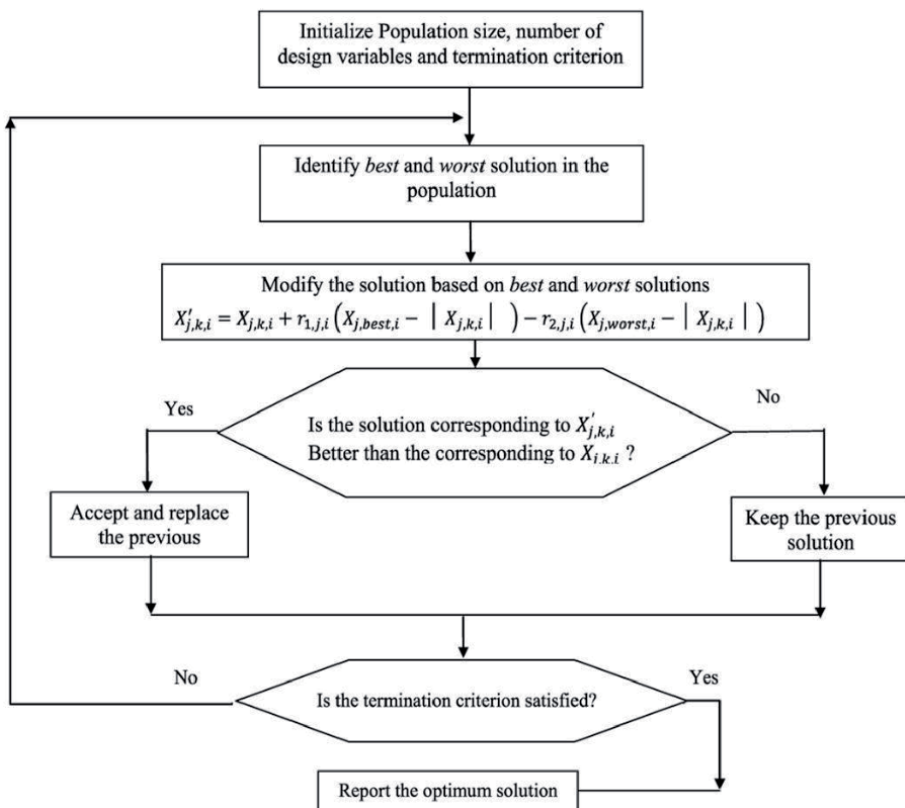 Initialize Population size, number of
design variables and termination criterion
Identify best and worst solution in the
population
Modify the solution based on best and worst solutions
X′j,k,i = Xj,k,i + r1,j,i (Xj,best,i − | Xj,k,i | ) − r2,j,i (Xj,worst,i − | Xj,k,i | )
Yes
No
Is the solution corresponding to X′j,k,i
Better than the corresponding to Xi.k.i ?
Accept and replace
the previous
Keep the previous
solution
No
Yes
Is the termination criterion satisfied?
Report the optimum solution